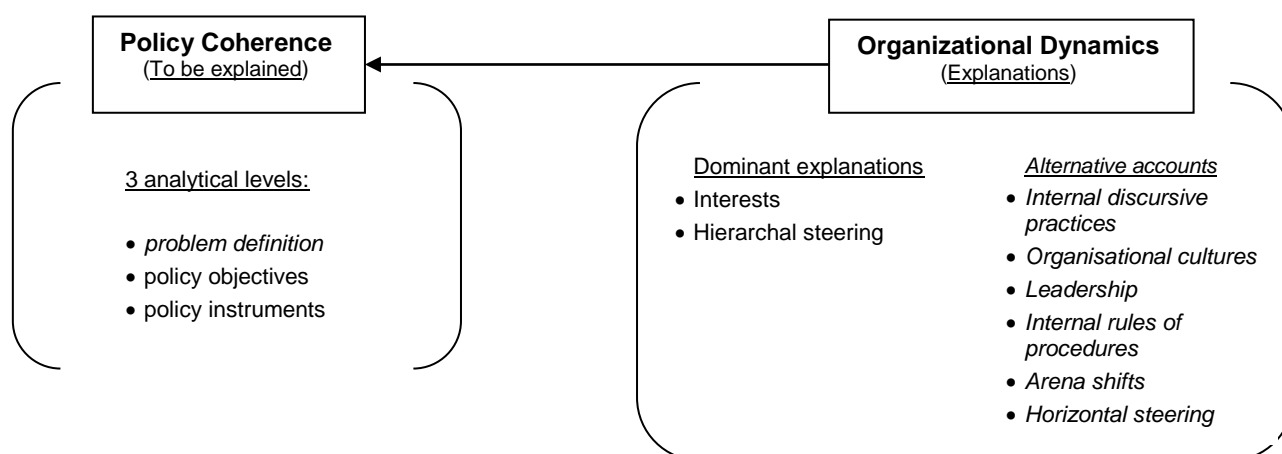 Policy Coherence
(To be explained)
Organizational Dynamics
(Explanations)
3 analytical levels:
• problem definition
• policy objectives
• policy instruments
Dominant explanations
• Interests
• Hierarchal steering
Alternative accounts
• Internal discursive
practices
• Organisational cultures
• Leadership
• Internal rules of
procedures
• Arena shifts
• Horizontal steering